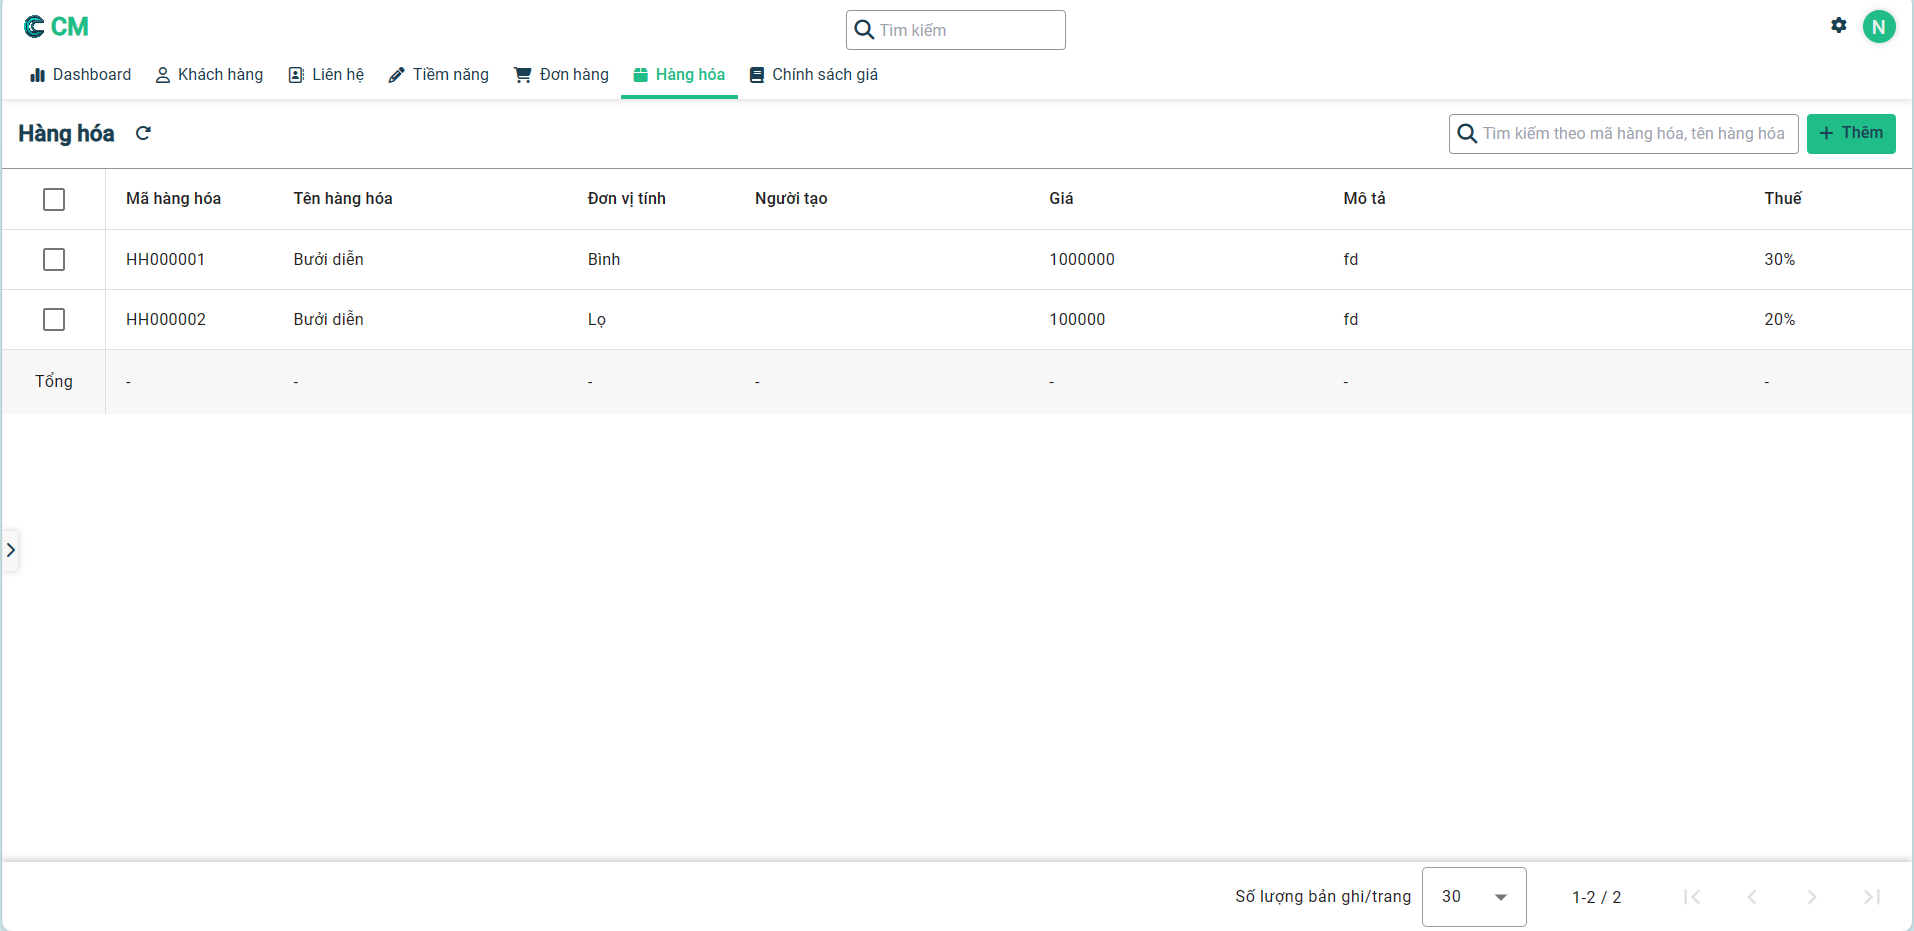 CM
Tìm kiếm
N
Dashboard Khách hàng Liên hệ Tiềm năng Đơn hàng Hàng hóa Chính sách giá
Hàng hóa
Tìm kiếm theo mã hàng hóa, tên hàng hóa
+ Thêm
Mã hàng hóa Tên hàng hóa Đơn vị tính Người tạo Giá Mô tả Thuế
HH000001 Bưởi diễn Bình 1000000 fd 30%
HH000002 Bưởi diễn Lọ 100000 fd 20%
Tổng - - - - - - -
Số lượng bản ghi/trang 30 1-2 / 2